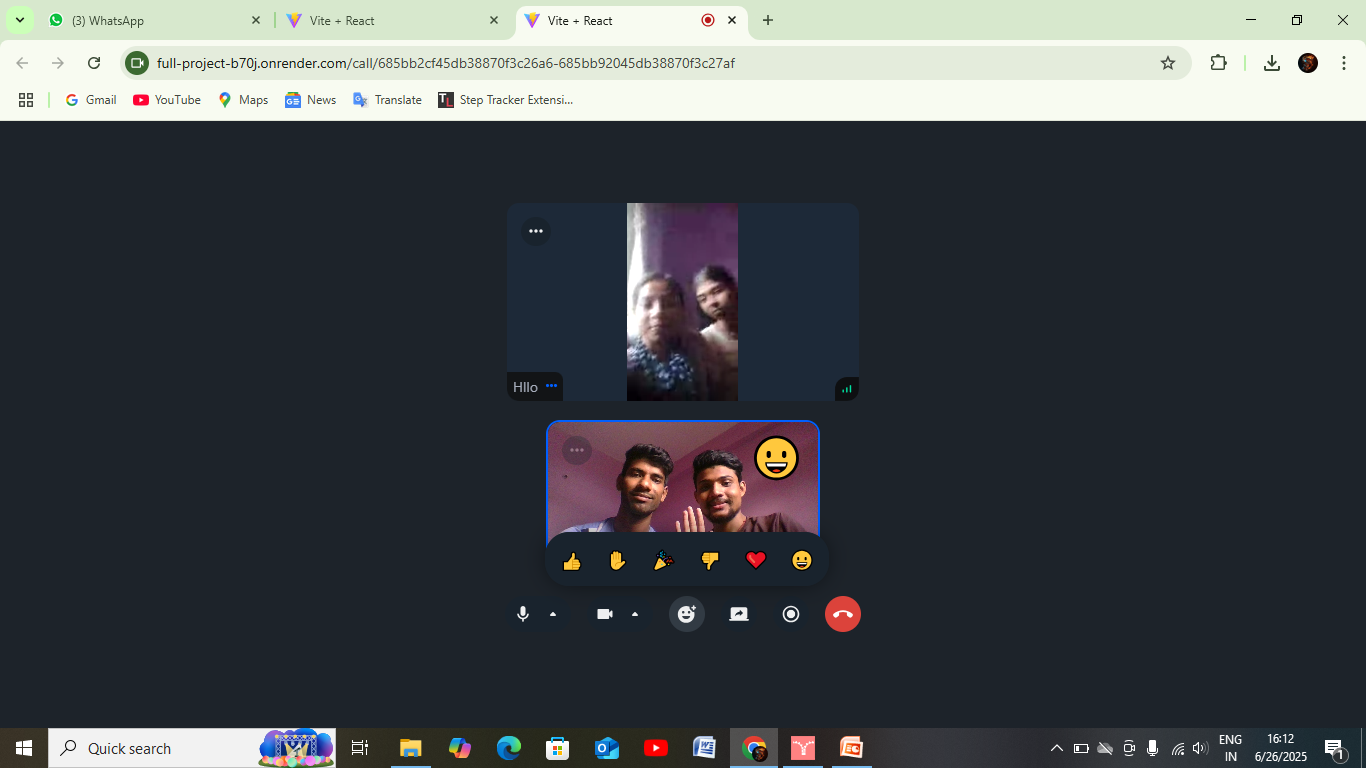 (3) WhatsApp
Vite + React
Vite + React
full-project-b70j.onrender.com/call/685bb2cf45db38870f3c26a6-685bb92045db38870f3c27af
Gmail
YouTube
Maps
News
Translate
Step Tracker Extensi...
Hllo
Quick search
ENG
IN
16:12
6/26/2025
1